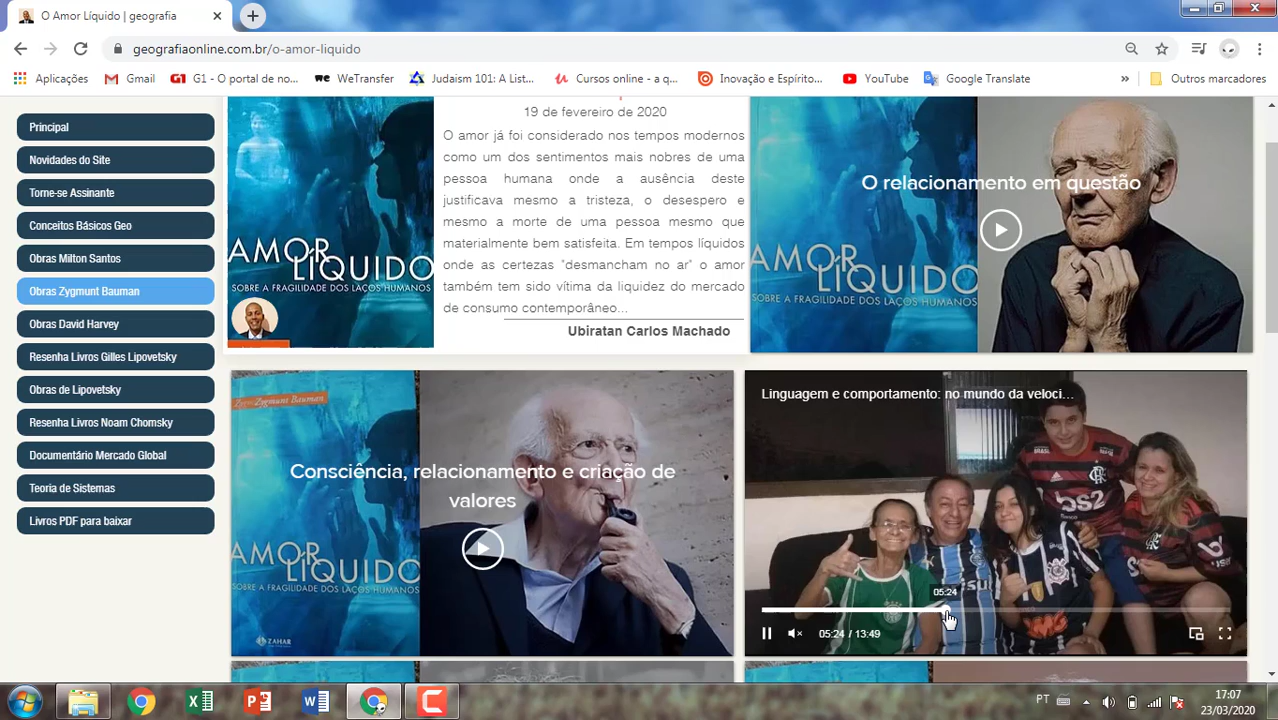 O Amor Líquido | geografia
geografiaonline.com.br/o-amor-liquido
Aplicações
Gmail
G1 - O portal de no...
WeTransfer
Judaism 101: A List...
Cursos online - a q...
Inovação e Espírito...
YouTube
Google Translate
»
Outros marcadores
Principal
Novidades do Site
Torne-se Assinante
Conceitos Básicos Geo
Obras Milton Santos
Obras Zygmunt Bauman
Obras David Harvey
Resenha Livros Gilles Lipovetsky
Obras de Lipovetsky
Resenha Livros Noam Chomsky
Documentário Mercado Global
Teoria de Sistemas
Livros PDF para baixar
AMOR
LÍQUIDO
SOBRE A FRAGILIDADE DOS LAÇOS HUMANOS
19 de fevereiro de 2020
O amor já foi considerado nos tempos modernos
como um dos sentimentos mais nobres de uma
pessoa humana onde a ausência deste
justificava mesmo a tristeza, o desespero e
mesmo a morte de uma pessoa mesmo que
materialmente bem satisfeita. Em tempos líquidos
onde as certezas "desmancham no ar" o amor
também tem sido vítima da liquidez do mercado
de consumo contemporâneo...
Ubiratan Carlos Machado
O relacionamento em questão
AMOR
LÍQUIDO
SOBRE A FRAGILIDADE DOS LAÇOS HUMANOS
Zygmunt Bauman
Consciência, relacionamento e criação de
valores
AMOR
LÍQUIDO
SOBRE A FRAGILIDADE DOS LAÇOS HUMANOS
ZAHAR
Linguagem e comportamento: no mundo da veloci...
BRASIL
BS2
05:24
05:24 / 13:49
PT
17:07
23/03/2020